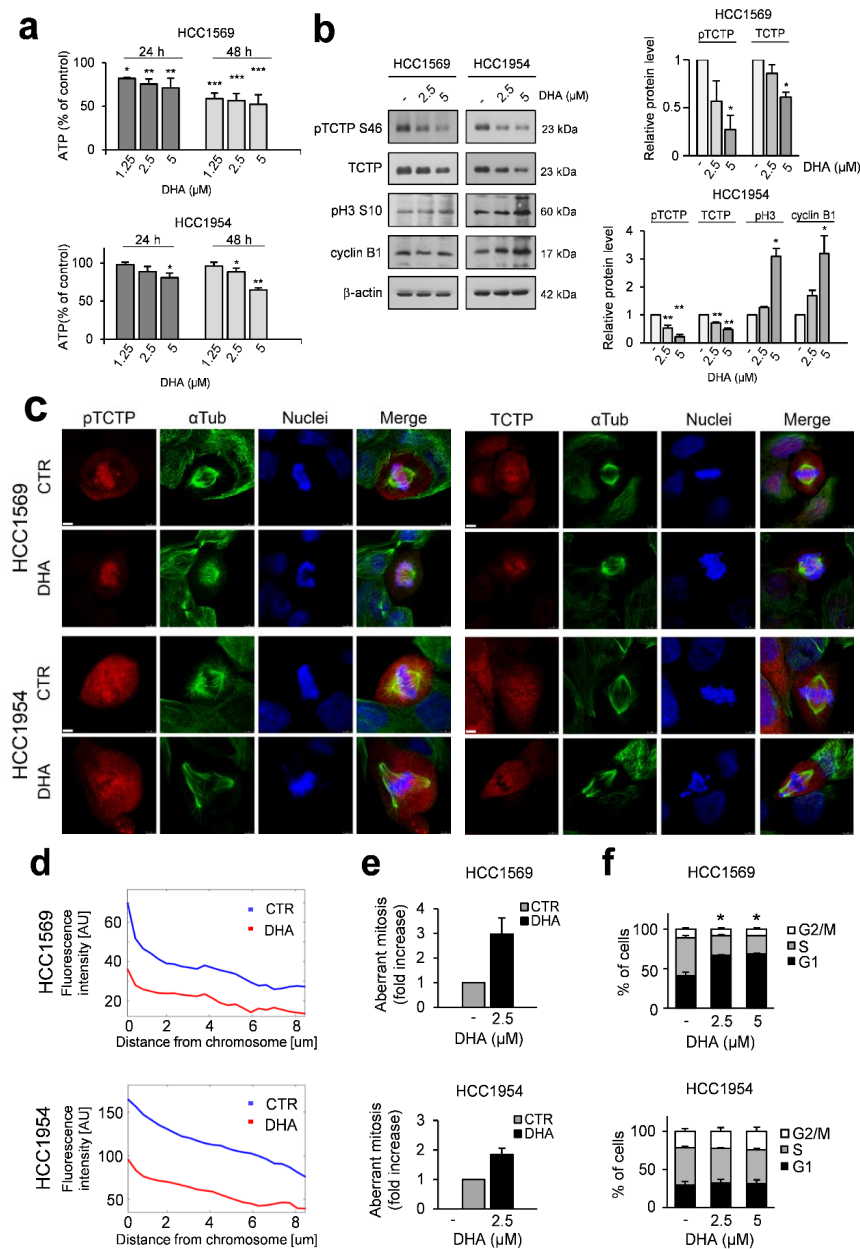 a
HCC1569
24 h
48 h
ATP (% of control)
100
50
0
*
**
**
***
***
***
1.25
2.5
5
1.25
2.5
5
DHA (µM)
HCC1954
24 h
48 h
ATP(% of control)
100
50
0
*
*
**
1.25
2.5
5
1.25
2.5
5
DHA (µM)
b
HCC1569
HCC1954
-
2.5
5
-
2.5
5
DHA (µM)
pTCTP S46
23 kDa
TCTP
23 kDa
pH3 S10
60 kDa
cyclin B1
17 kDa
β-actin
42 kDa
HCC1569
pTCTP
TCTP
Relative protein level
1
0.5
0
*
*
-
2.5
5
-
2.5
5
DHA (µM)
HCC1954
pTCTP
TCTP
pH3
cyclin B1
Relative protein level
4
3
2
1
0
**
**
**
**
*
*
-
2.5
5
-
2.5
5
-
2.5
5
-
2.5
5
DHA (µM)
c
pTCTP
αTub
Nuclei
Merge
TCTP
αTub
Nuclei
Merge
HCC1569
CTR
DHA
HCC1954
CTR
DHA
d
HCC1569
Fluorescence
intensity [AU]
60
40
20
CTR
DHA
0
2
4
6
8
Distance from chromosome [um]
HCC1954
Fluorescence
intensity [AU]
150
100
50
CTR
DHA
0
2
4
6
8
Distance from chromosome [um]
e
HCC1569
Aberrant mitosis
(fold increase)
4
3
2
1
0
CTR
DHA
-
2.5
DHA (µM)
HCC1954
Aberrant mitosis
(fold increase)
3
2
1
0
CTR
DHA
-
2.5
DHA (µM)
f
HCC1569
% of cells
100
50
0
*
*
G2/M
S
G1
-
2.5
5
DHA (µM)
HCC1954
% of cells
100
50
0
G2/M
S
G1
-
2.5
5
DHA (µM)